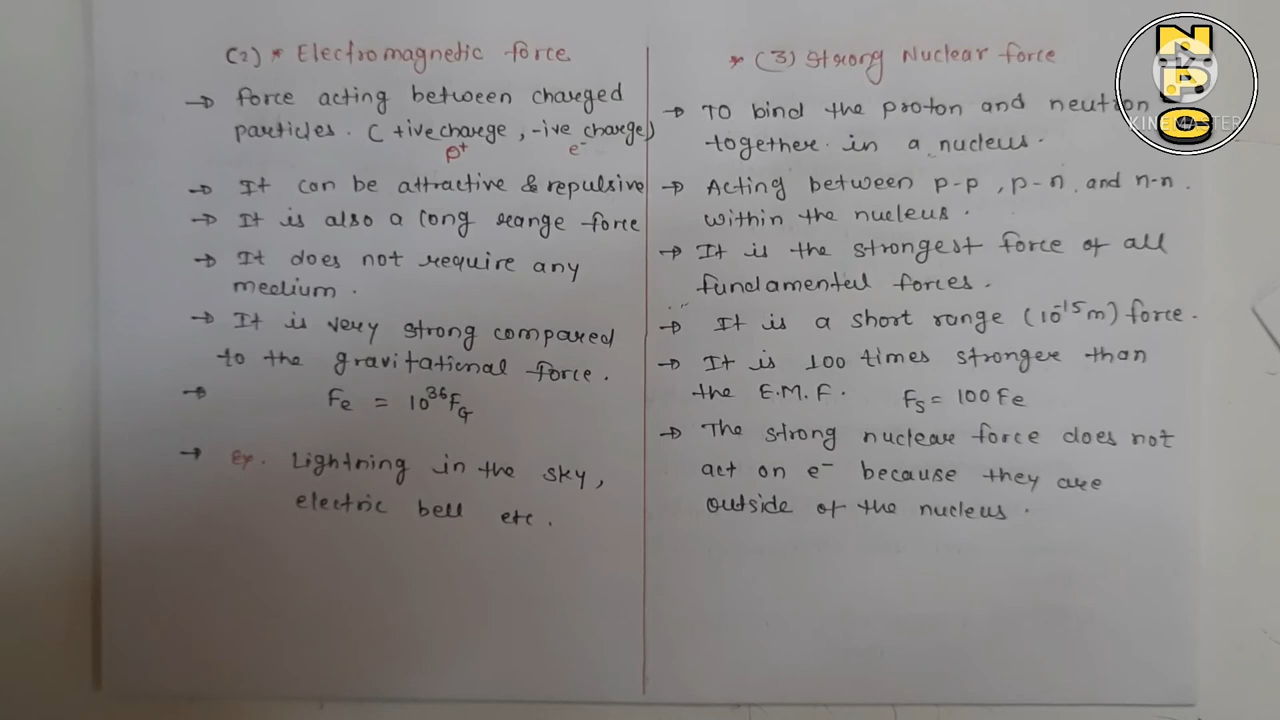 (2) * Electromagnetic force
→ force acting between charged
particles. ( +ive charge, -ive charge)
p+ e-
→ It can be attractive & repulsive
→ It is also a long range force
→ It does not require any
medium.
→ It is very strong compared
to the gravitational force.
→ Fe = 10³⁶FG
→ Ex. Lightning in the sky,
electric bell etc.
* (3) Strong Nuclear force
→ To bind the proton and neutron
together in a nucleus.
→ Acting between p-p, p-n, and n-n.
within the nucleus.
→ It is the strongest force of all
fundamental forces.
→ It is a short range (10⁻¹⁵m) force.
→ It is 100 times stronger than
the E.M.F. Fs = 100 Fe
→ The strong nuclear force does not
act on e⁻ because they are
outside of the nucleus.
N
P
C
KINEMASTER